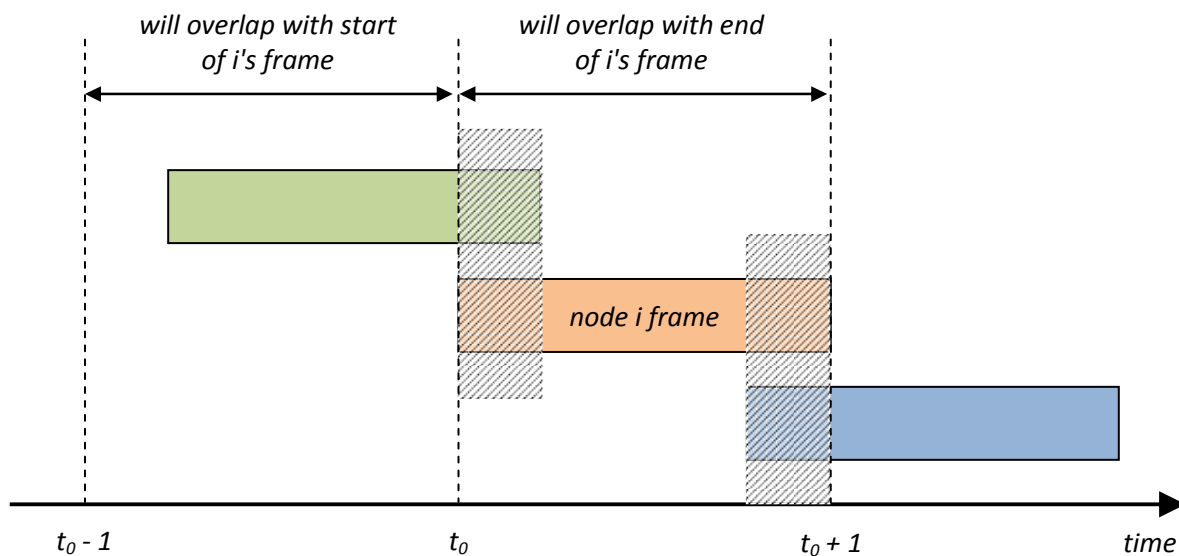 will overlap with start
of i's frame
will overlap with end
of i's frame
node i frame
t₀ - 1
t₀
t₀ + 1
time